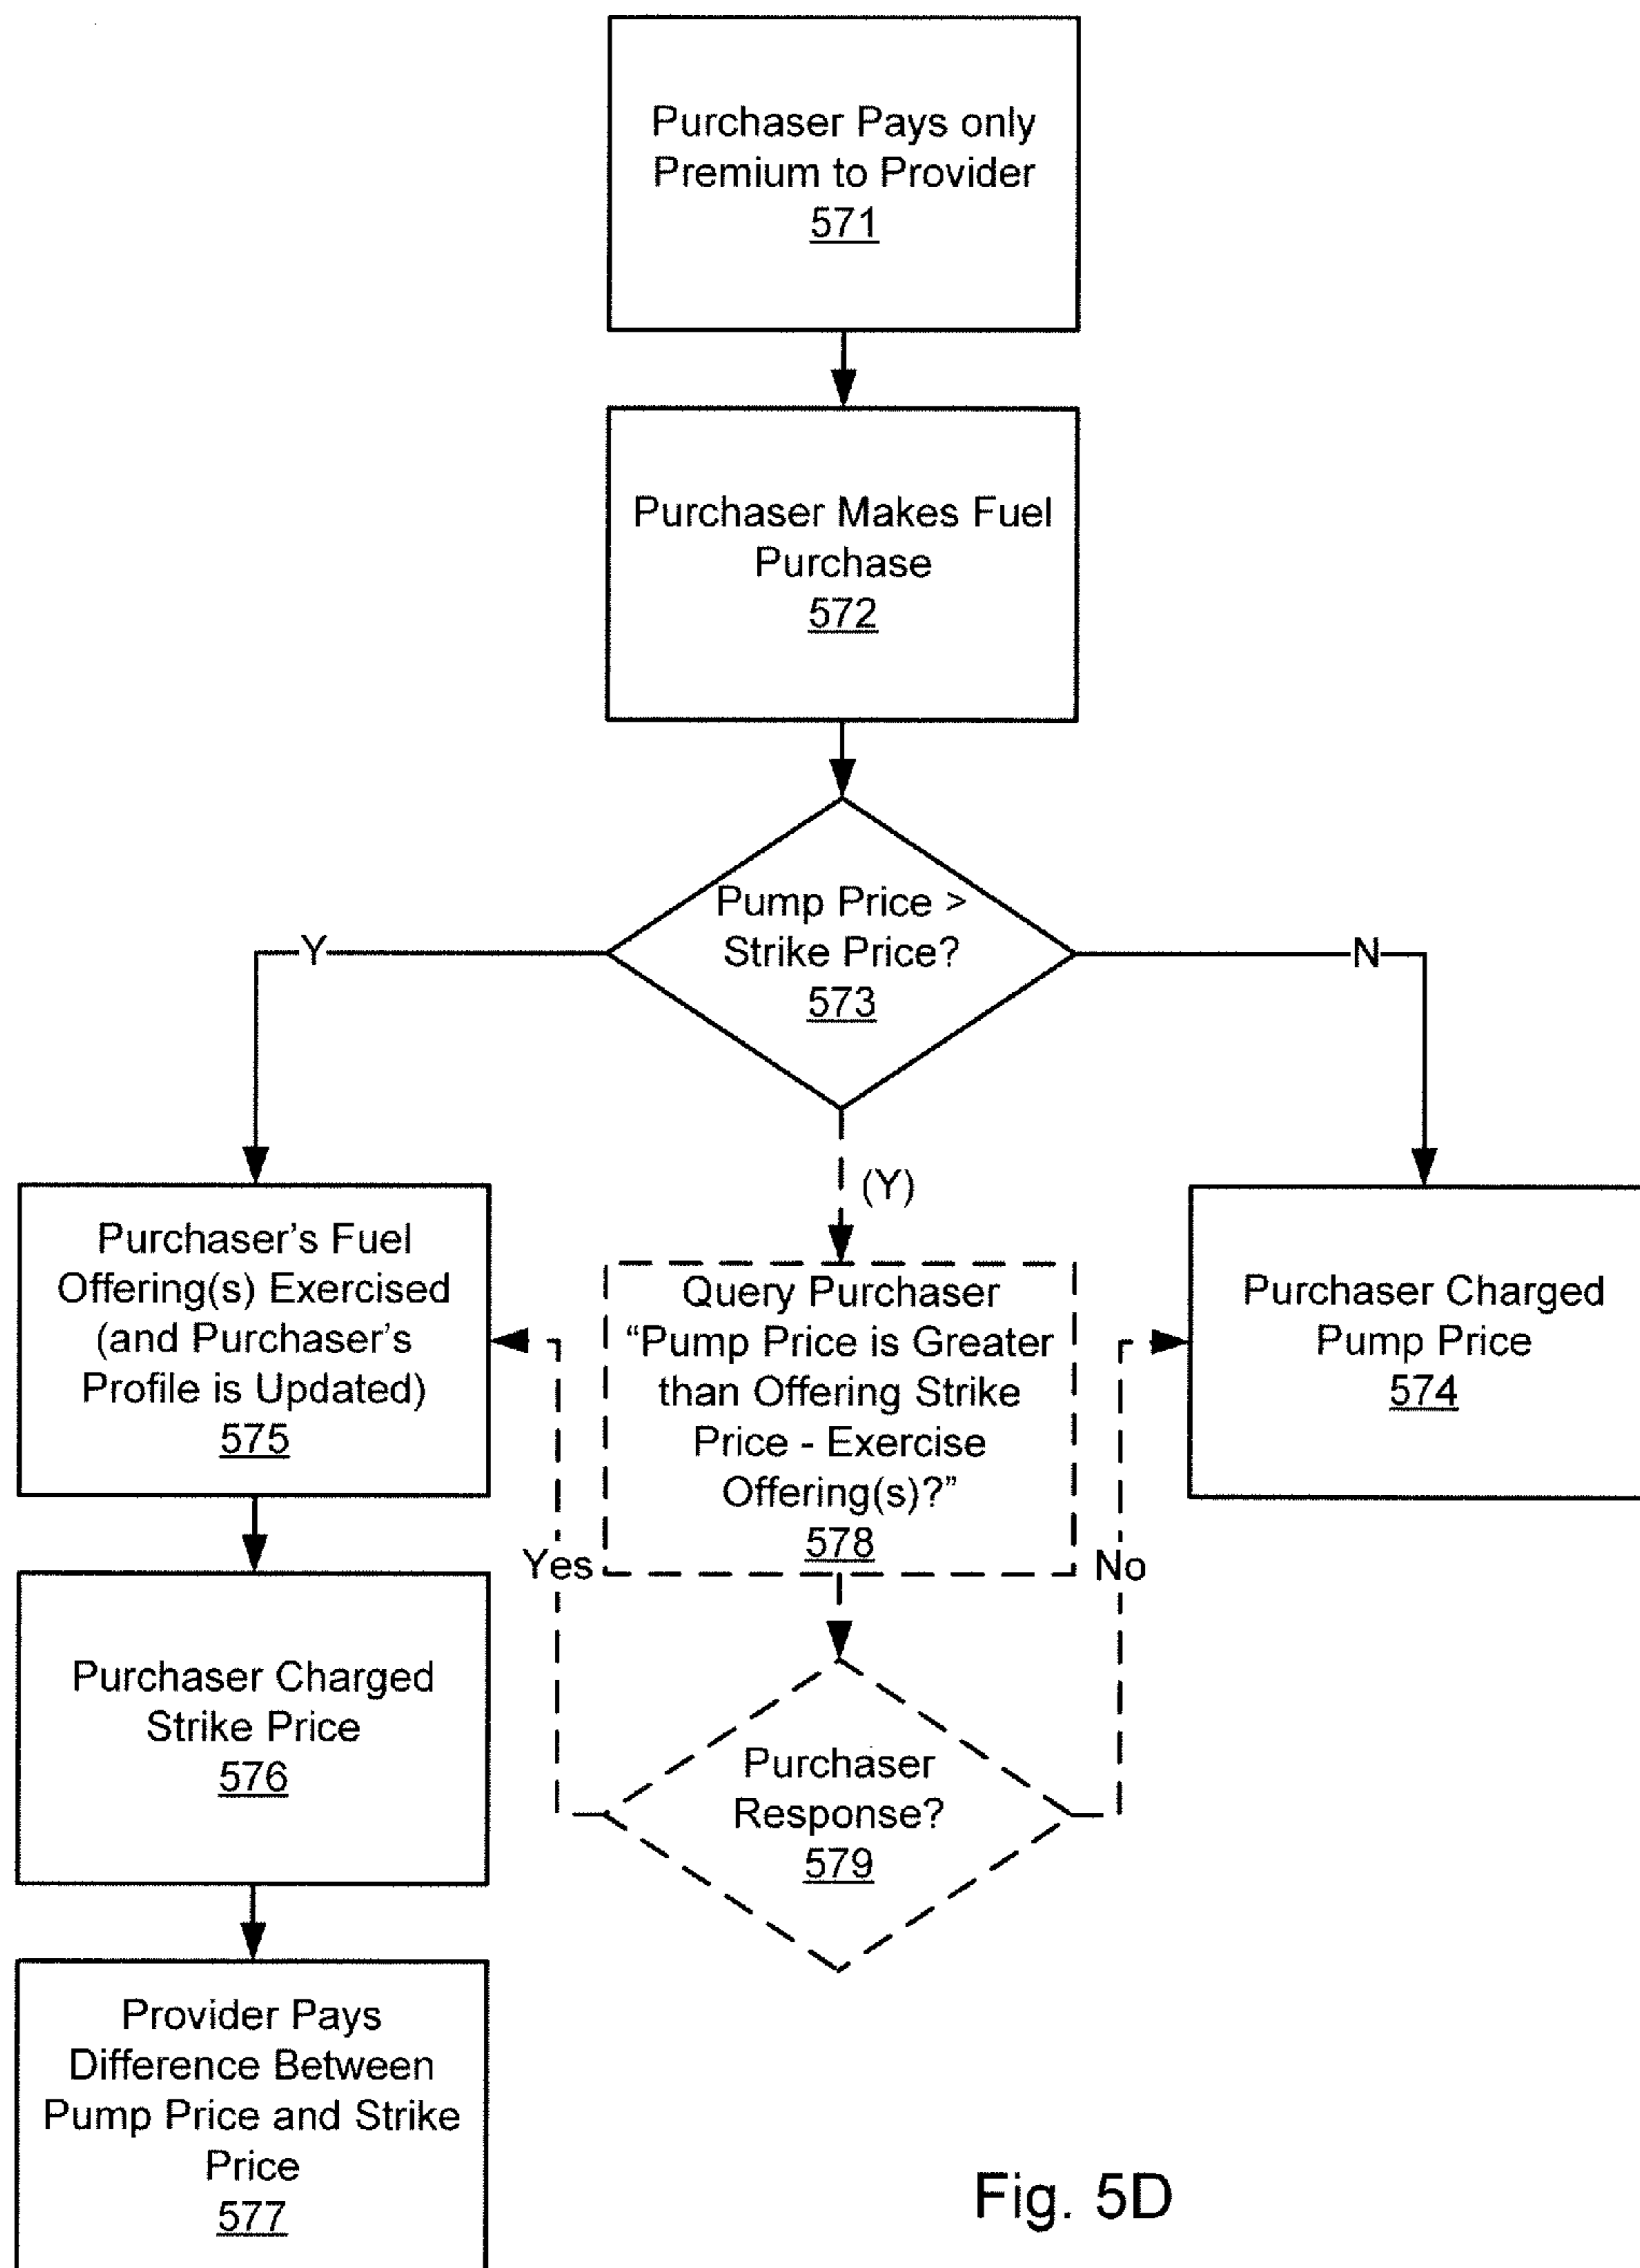 Purchaser Pays only
Premium to Provider
571
Purchaser Makes Fuel
Purchase
572
Pump Price >
Strike Price?
573
Y
N
(Y)
Purchaser's Fuel
Offering(s) Exercised
(and Purchaser's
Profile is Updated)
575
Query Purchaser
“Pump Price is Greater
than Offering Strike
Price - Exercise
Offering(s)?”
578
Purchaser Charged
Pump Price
574
Yes
No
Purchaser Charged
Strike Price
576
Purchaser
Response?
579
Provider Pays
Difference Between
Pump Price and Strike
Price
577
Fig. 5D